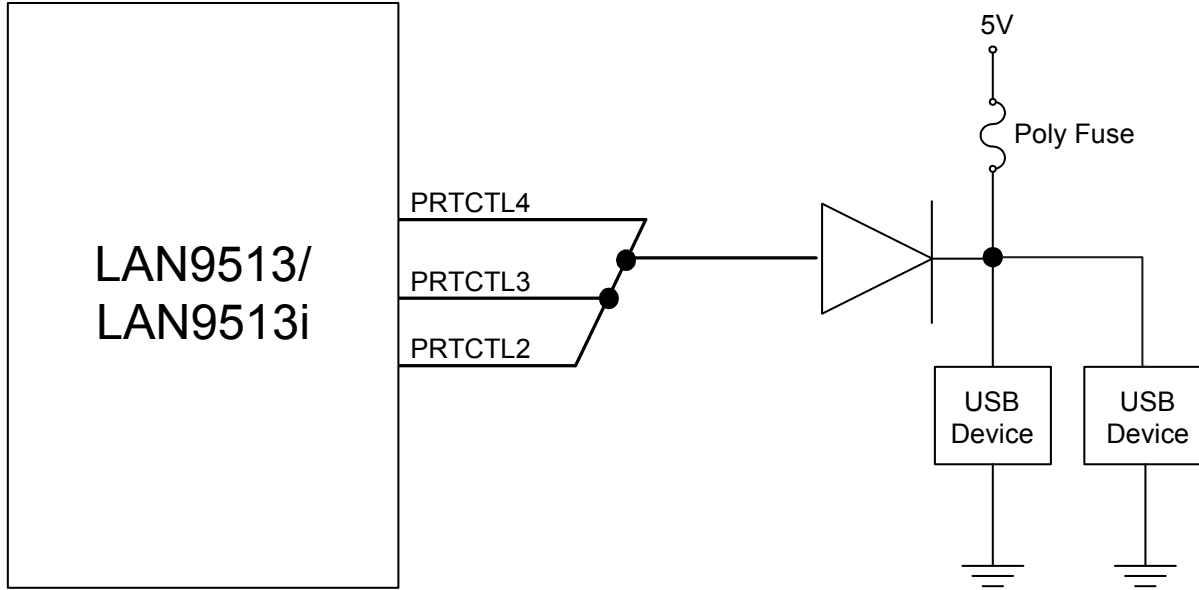 5V
Poly Fuse
PRTCTL4
LAN9513/
LAN9513i
PRTCTL3
PRTCTL2
USB
Device
USB
Device